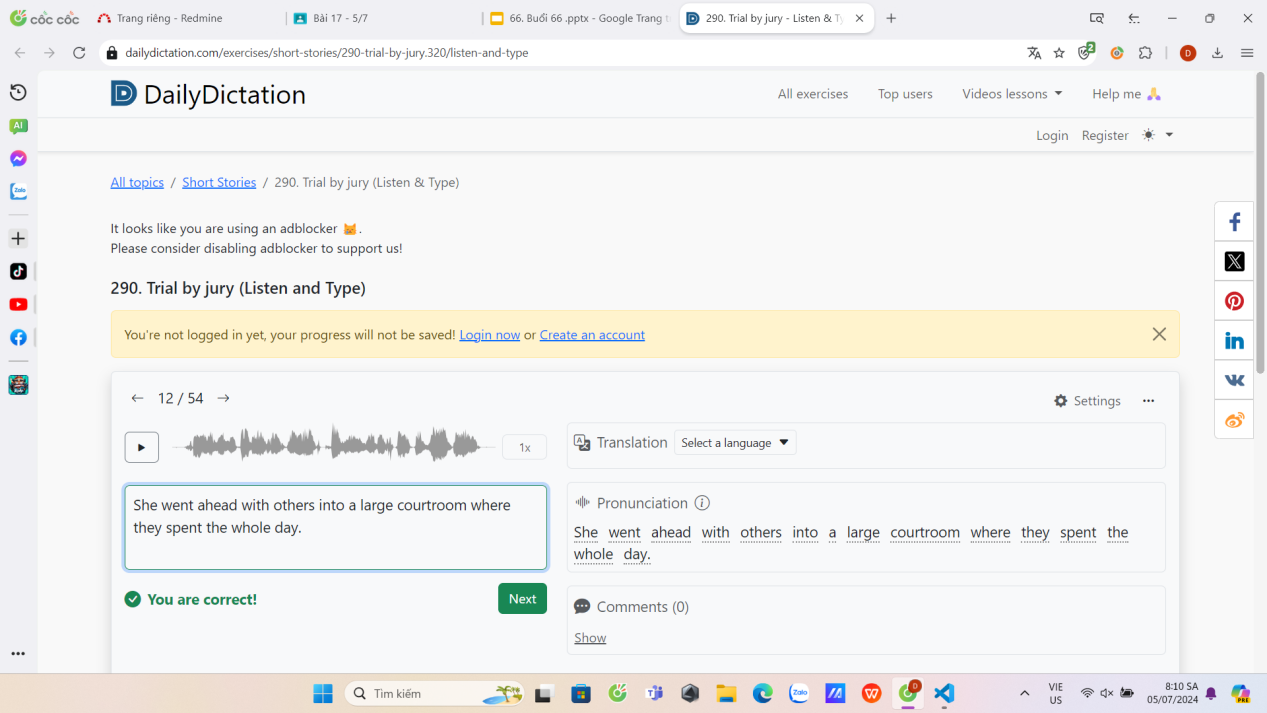 cốc cốc
Trang riêng - Redmine
Bài 17 - 5/7
66. Buổi 66 .pptx - Google Trang t
290. Trial by jury - Listen & Ty
dailydictation.com/exercises/short-stories/290-trial-by-jury.320/listen-and-type
2
D
DailyDictation
All exercises
Top users
Videos lessons
Help me
AI
Zalo
Login
Register
All topics / Short Stories / 290. Trial by jury (Listen & Type)
It looks like you are using an adblocker .
Please consider disabling adblocker to support us!
290. Trial by jury (Listen and Type)
You're not logged in yet, your progress will not be saved! Login now or Create an account
12 / 54
Settings
1x
Translation
Select a language
She went ahead with others into a large courtroom where
they spent the whole day.
Pronunciation
She went ahead with others into a large courtroom where they spent the
whole day.
You are correct!
Next
Comments (0)
Show
Tìm kiếm
Zalo
D
VIE
US
8:10 SA
05/07/2024
PRE